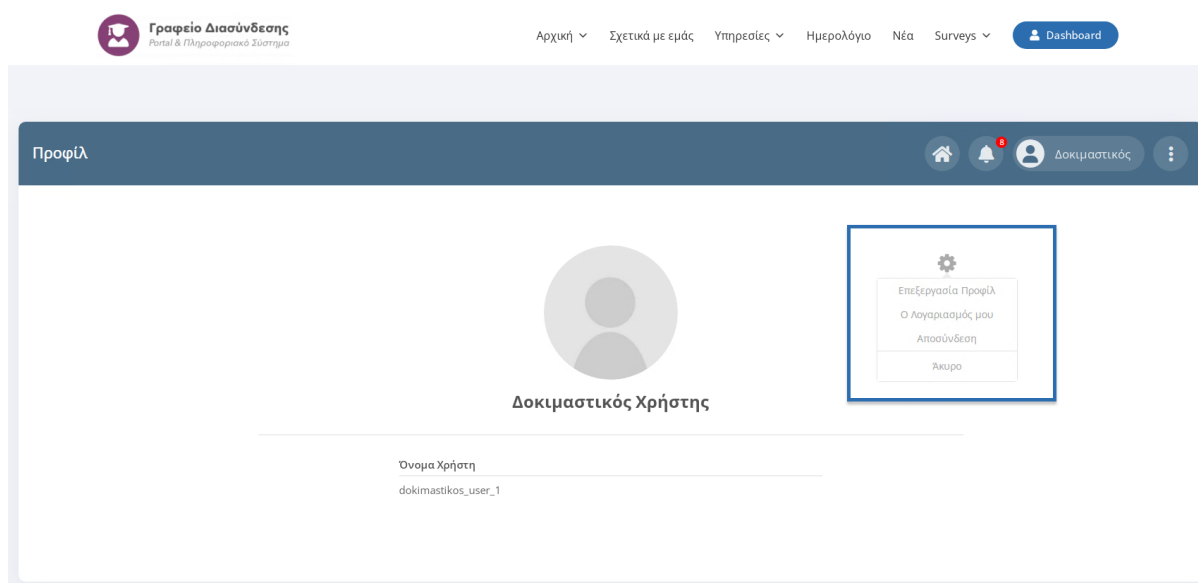 Γραφείο Διασύνδεσης
Portal & Πληροφοριακό Σύστημα
Αρχική Σχετικά με εμάς Υπηρεσίες Ημερολόγιο Νέα Surveys Dashboard
Προφίλ
8
Δοκιμαστικός
Επεξεργασία Προφίλ
Ο Λογαριασμός μου
Αποσύνδεση
Άκυρο
Δοκιμαστικός Χρήστης
Όνομα Χρήστη
dokimastikos_user_1